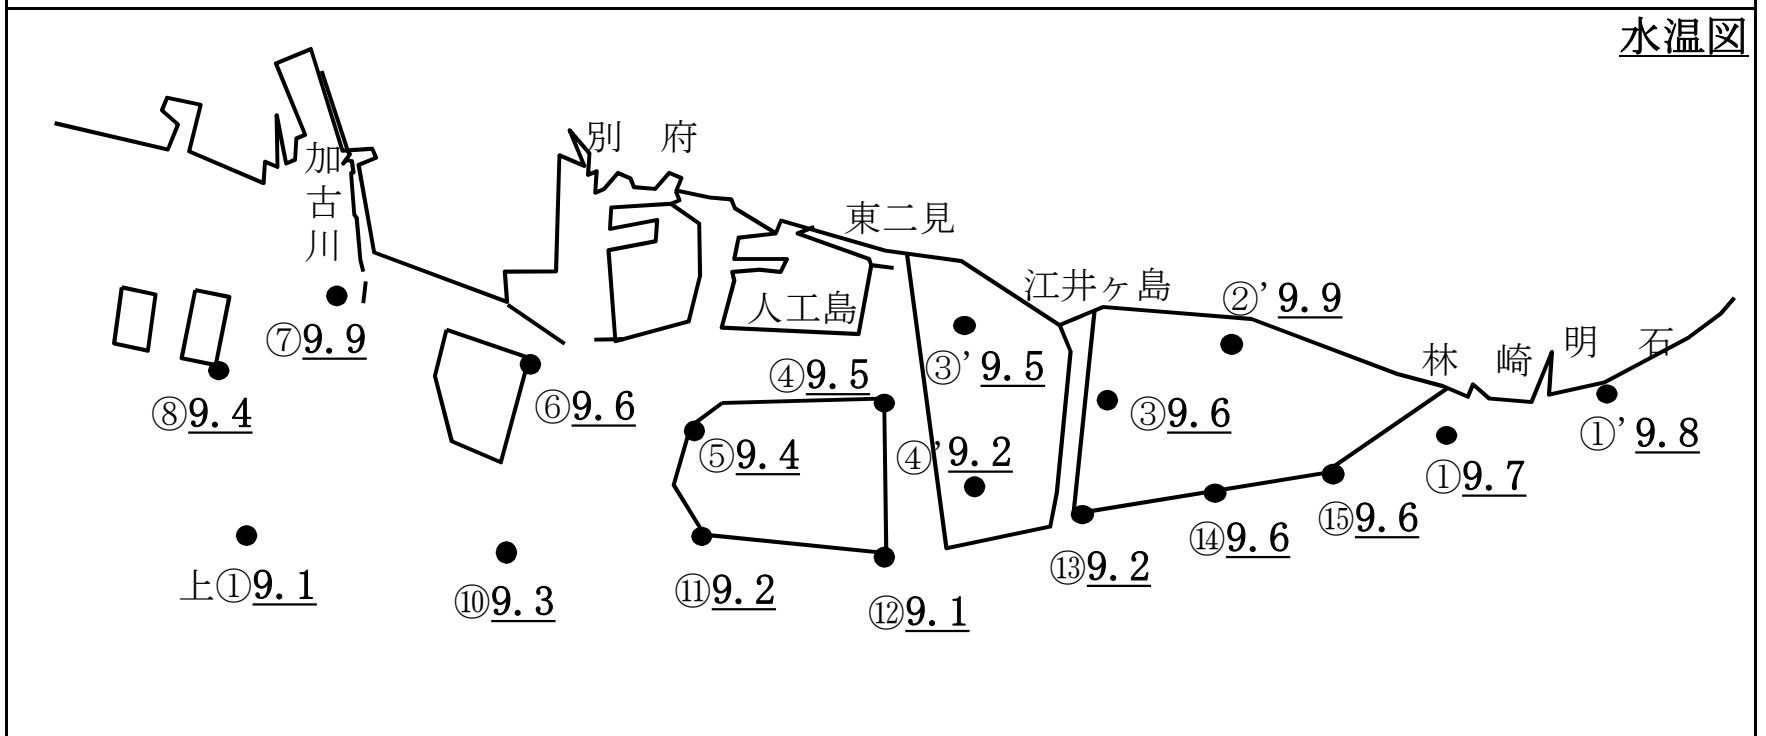 水温図
別　府
加古川
東二見
江井ヶ島
②' 9.9
人工島
林　崎
明　石
⑦9.9
③' 9.5
④9.5
⑧9.4
⑥9.6
③9.6
①' 9.8
⑤9.4
④' 9.2
①9.7
⑮9.6
⑭9.6
⑬9.2
上①9.1
⑩9.3
⑪9.2
⑫9.1